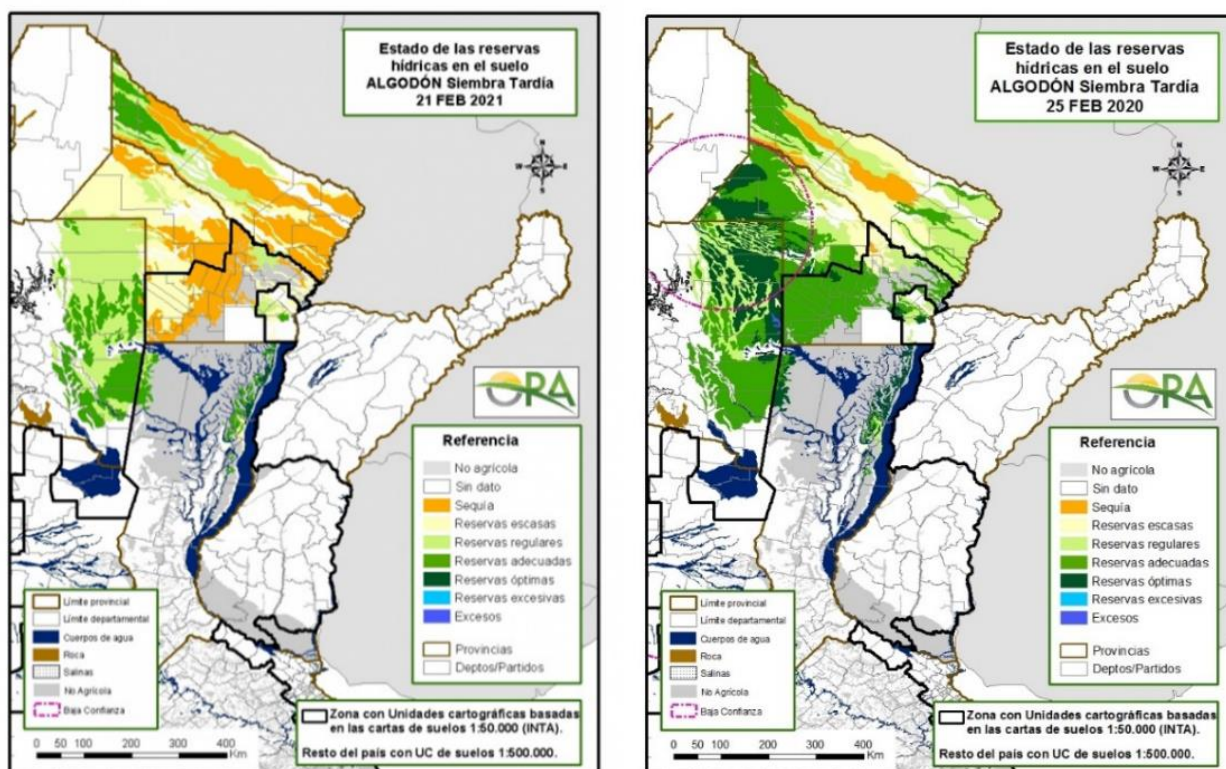 Estado de las reservas
hídricas en el suelo
ALGODÓN Siembra Tardía
21 FEB 2021
N
W
E
S
ORA
Referencia
No agrícola
Sin dato
Sequía
Reservas escasas
Reservas regulares
Reservas adecuadas
Reservas óptimas
Reservas excesivas
Excesos
Provincias
Deptos/Partidos
Límite provincial
Límite departamental
Cuerpos de agua
Roca
Salinas
No Agrícola
Baja Confianza
Zona con Unidades cartográficas basadas
en las cartas de suelos 1:50.000 (INTA).
Resto del país con UC de suelos 1:500.000.
0 100 200 300 400
Km
Estado de las reservas
hídricas en el suelo
ALGODÓN Siembra Tardía
25 FEB 2020
N
W
E
S
ORA
Referencia
No agrícola
Sin dato
Sequía
Reservas escasas
Reservas regulares
Reservas adecuadas
Reservas óptimas
Reservas excesivas
Excesos
Provincias
Deptos/Partidos
Límite provincial
Límite departamental
Cuerpos de agua
Roca
Salinas
No Agrícola
Baja Confianza
Zona con Unidades cartográficas basadas
en las cartas de suelos 1:50.000 (INTA).
Resto del país con UC de suelos 1:500.000.
0 100 200 300 400
Km